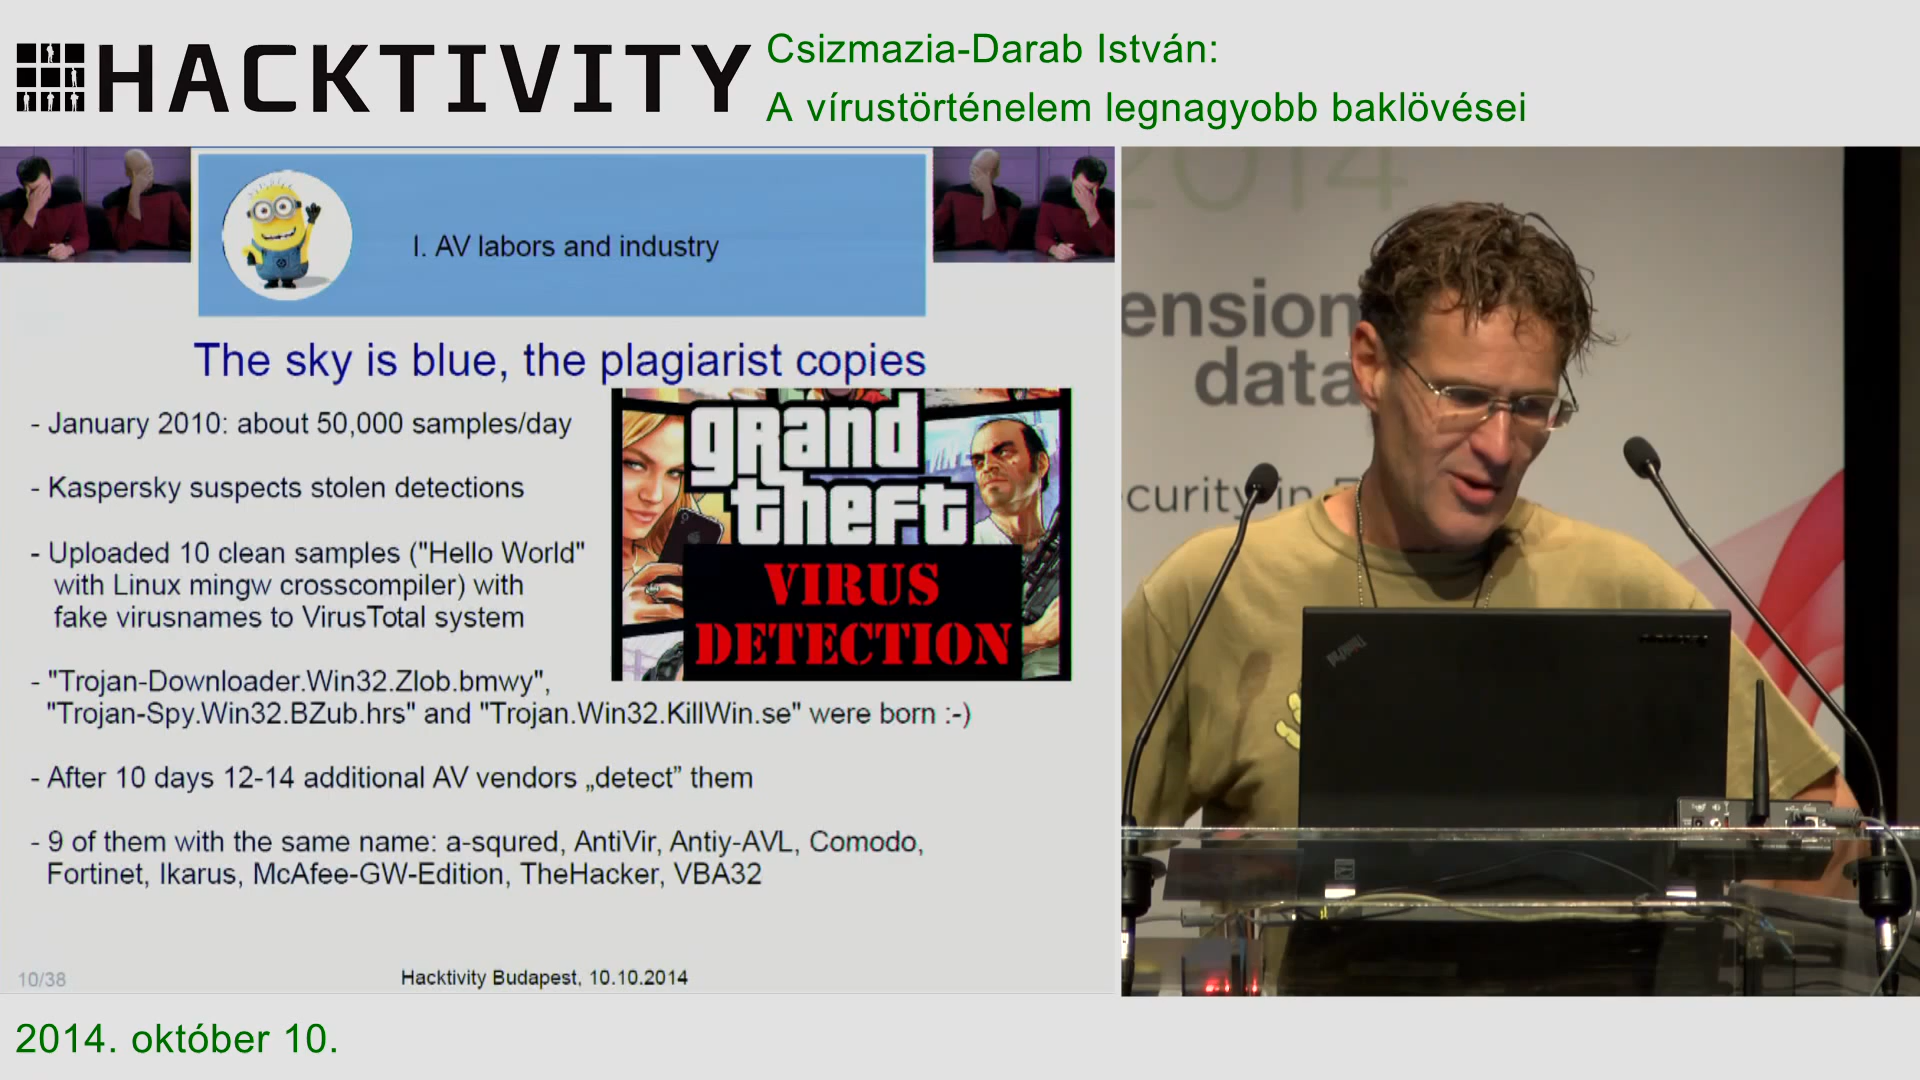 HACKTIVITY
Csizmazia-Darab István:
A vírustörténelem legnagyobb baklövései
I. AV labors and industry
The sky is blue, the plagiarist copies
- January 2010: about 50,000 samples/day
- Kaspersky suspects stolen detections
- Uploaded 10 clean samples ("Hello World"
with Linux mingw crosscompiler) with
fake virusnames to VirusTotal system
- "Trojan-Downloader.Win32.Zlob.bmwy",
"Trojan-Spy.Win32.BZub.hrs" and "Trojan.Win32.KillWin.se" were born :-)
- After 10 days 12-14 additional AV vendors „detect” them
- 9 of them with the same name: a-squred, AntiVir, Antiy-AVL, Comodo,
Fortinet, Ikarus, McAfee-GW-Edition, TheHacker, VBA32
grand
theft
VIRUS
DETECTION
10/38
Hacktivity Budapest, 10.10.2014
2014
ension
data
curity in
2014. október 10.